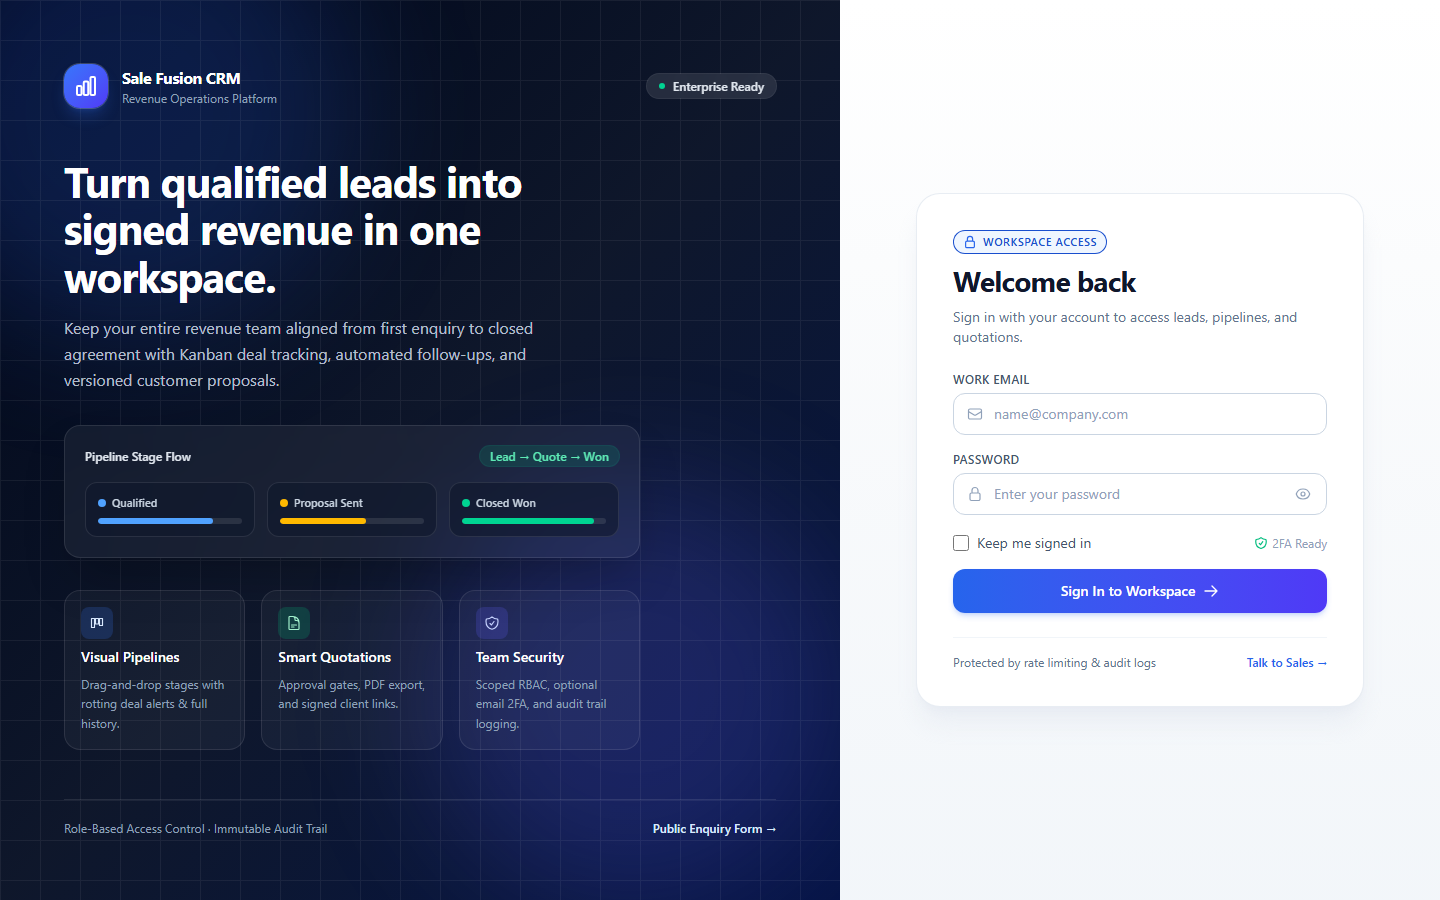 Sale Fusion CRM
Revenue Operations Platform
Enterprise Ready
Turn qualified leads into
signed revenue in one
workspace.
Keep your entire revenue team aligned from first enquiry to closed
agreement with Kanban deal tracking, automated follow-ups, and
versioned customer proposals.
Pipeline Stage Flow
Lead → Quote → Won
Qualified
Proposal Sent
Closed Won
Visual Pipelines
Drag-and-drop stages with
rotting deal alerts & full
history.
Smart Quotations
Approval gates, PDF export,
and signed client links.
Team Security
Scoped RBAC, optional
email 2FA, and audit trail
logging.
Role-Based Access Control · Immutable Audit Trail
Public Enquiry Form →
WORKSPACE ACCESS
Welcome back
Sign in with your account to access leads, pipelines, and
quotations.
WORK EMAIL
name@company.com
PASSWORD
Enter your password
Keep me signed in
2FA Ready
Sign In to Workspace →
Protected by rate limiting & audit logs
Talk to Sales →